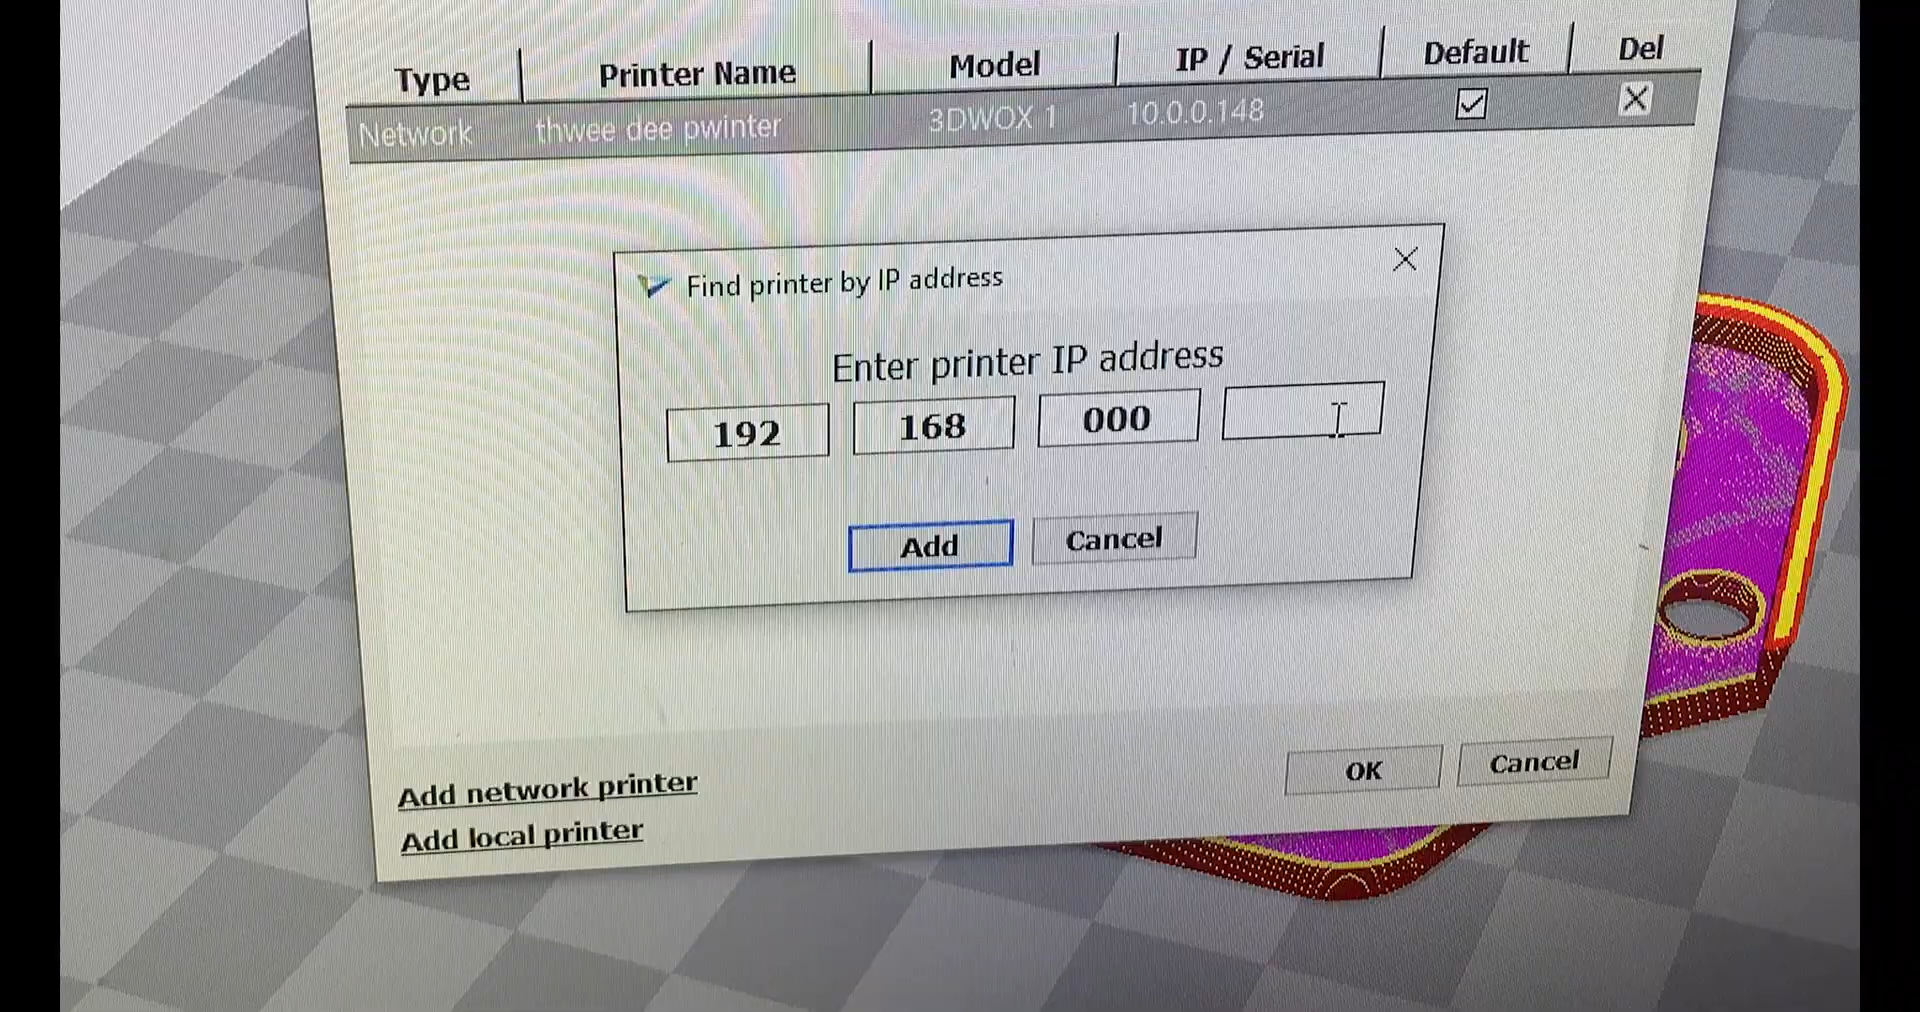 Type Printer Name Model IP / Serial Default Del
Network thwee dee pwinter 3DWOX 1 10.0.0.148
Find printer by IP address
Enter printer IP address
192 168 000
Add Cancel
OK Cancel
Add network printer
Add local printer